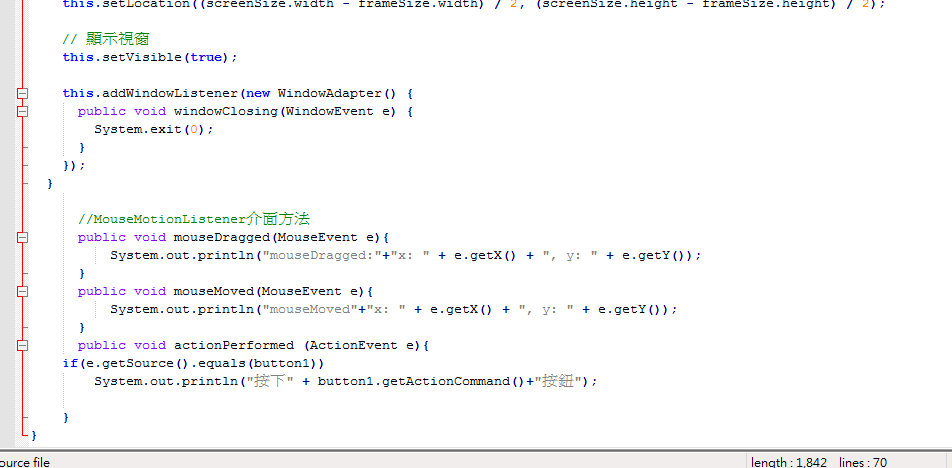 this.setLocation((screenSize.width - frameSize.width) / 2, (screenSize.height - frameSize.height) / 2);
// 顯示視窗
this.setVisible(true);
this.addWindowListener(new WindowAdapter() {
public void windowClosing(WindowEvent e) {
System.exit(0);
}
});
}
//MouseMotionListener介面方法
public void mouseDragged(MouseEvent e){
System.out.println("mouseDragged:"+"x: " + e.getX() + ", y: " + e.getY());
}
public void mouseMoved(MouseEvent e){
System.out.println("mouseMoved"+"x: " + e.getX() + ", y: " + e.getY());
}
public void actionPerformed (ActionEvent e){
if(e.getSource().equals(button1))
System.out.println("按下" + button1.getActionCommand()+"按鈕");
}
}
ource file length : 1,842 lines : 70